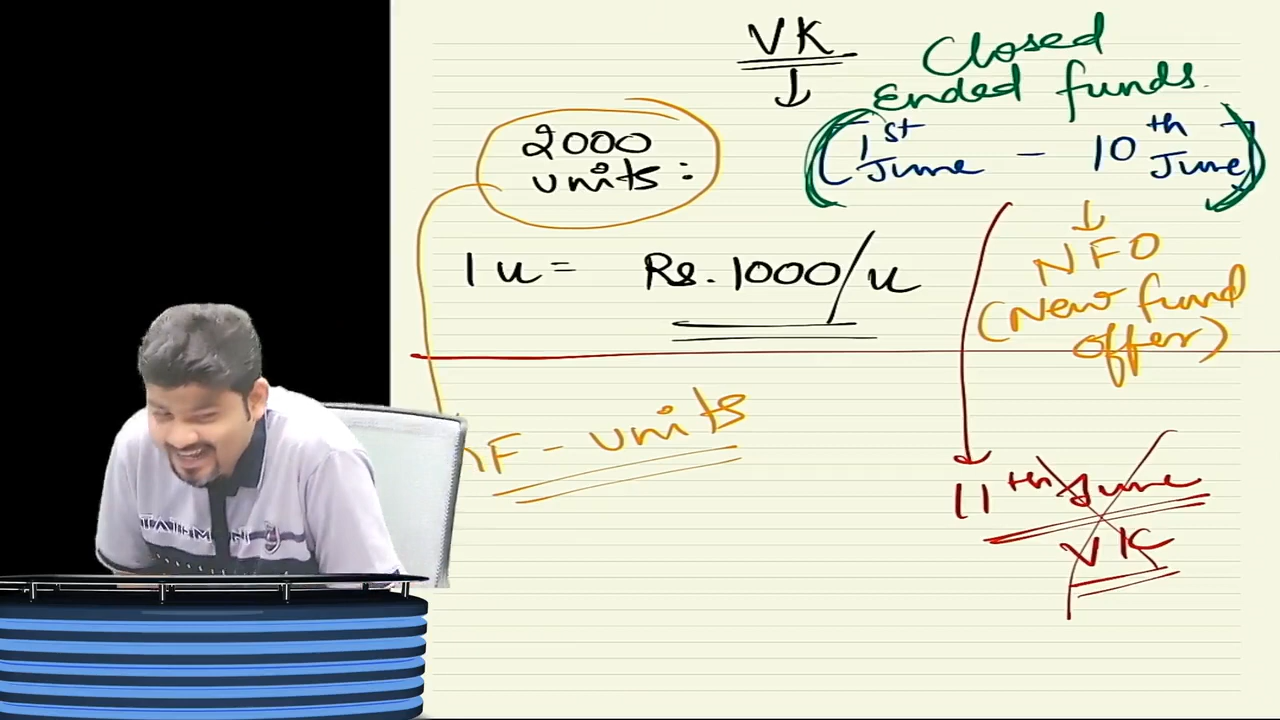 VK
Closed
Ended funds.
2000
units:
(1st June - 10th June)
1 u = Rs. 1000/u
NFO
(New fund
offer)
F - units
11th June
VK